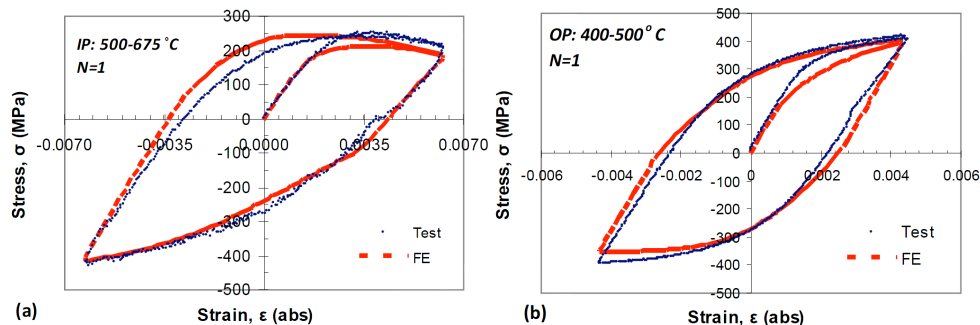 IP: 500-675˚C
N=1
300
200
100
0
-100
-200
-300
-400
-500
-0.0070
-0.0035
0.0000
0.0035
0.0070
Stress, σ (MPa)
Strain, ε (abs)
Test
FE
(a)
OP: 400-500° C
N=1
500
400
300
200
100
0
-100
-200
-300
-400
-500
-0.006
-0.004
-0.002
0
0.002
0.004
0.006
Stress, σ (MPa)
Strain, ε (abs)
Test
FE
(b)